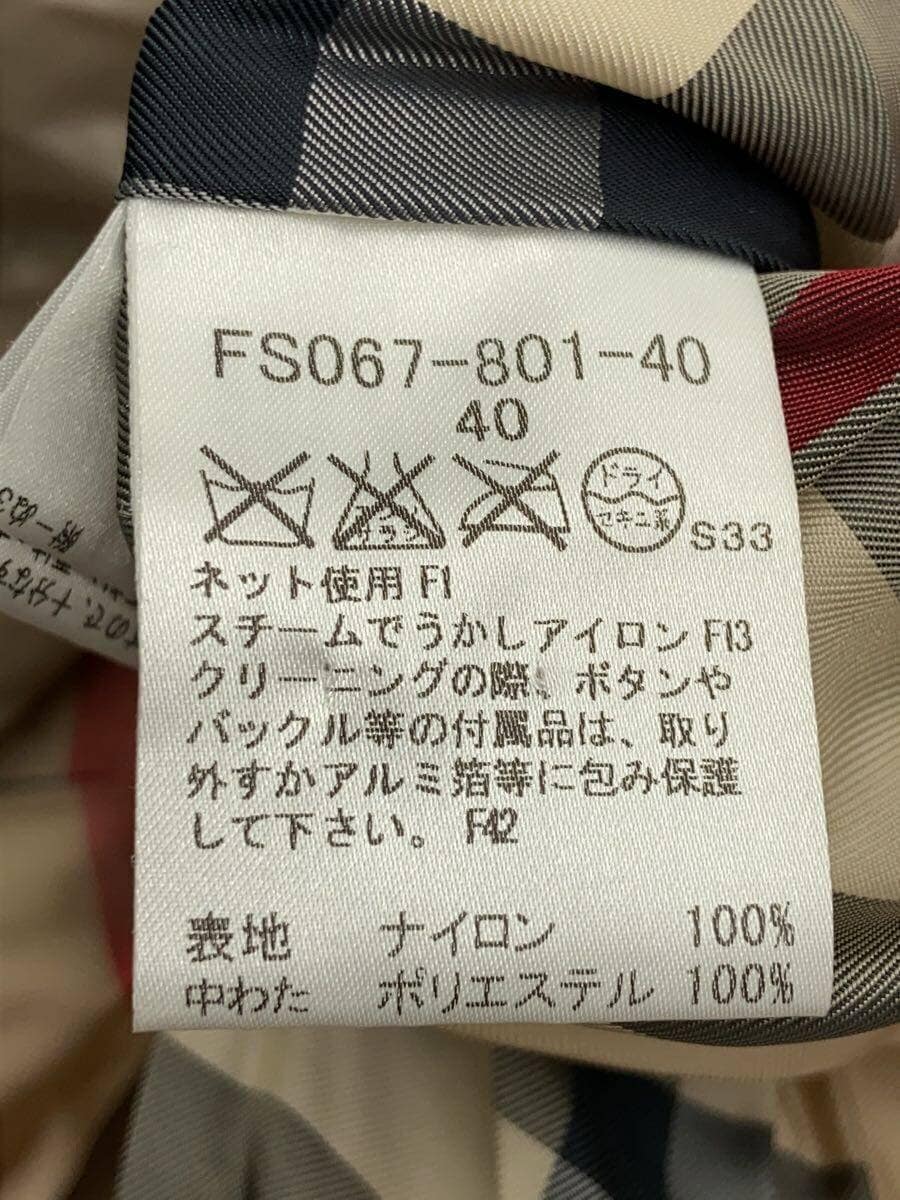 FS067-801-40
40
ドライ
セキユ系
S33
ネット使用 F1
スチームでうかしアイロン F13
クリーニングの際、ボタンや
バックル等の付属品は、取り
外すかアルミ箔等に包み保護
して下さい。 F42
表地 ナイロン 100%
中わた ポリエステル 100%